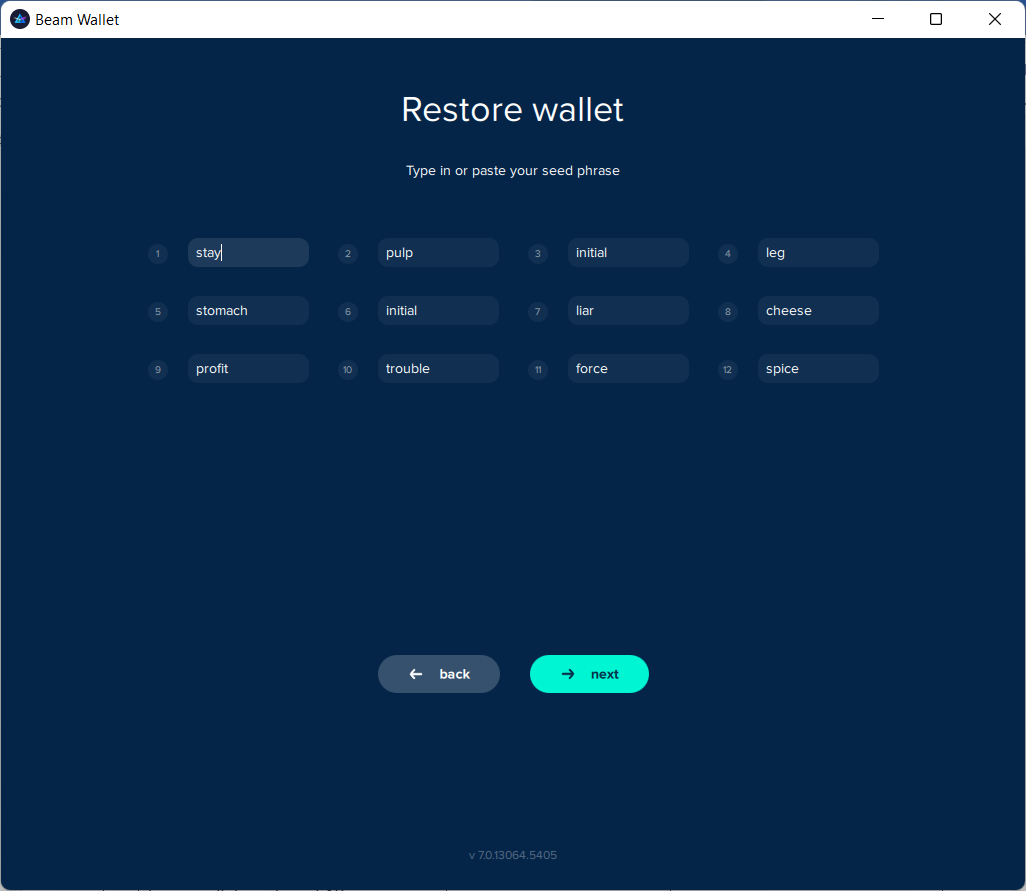 Beam Wallet
Restore wallet
Type in or paste your seed phrase
1 stay 2 pulp 3 initial 4 leg
5 stomach 6 initial 7 liar 8 cheese
9 profit 10 trouble 11 force 12 spice
back next
v 7.0.13064.5405